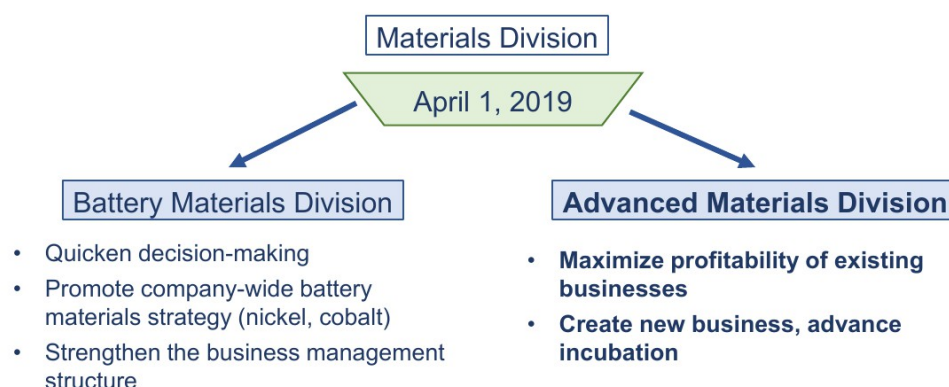 Materials Division
April 1, 2019
Battery Materials Division
• Quicken decision-making
• Promote company-wide battery
materials strategy (nickel, cobalt)
• Strengthen the business management
structure
Advanced Materials Division
• Maximize profitability of existing
businesses
• Create new business, advance
incubation